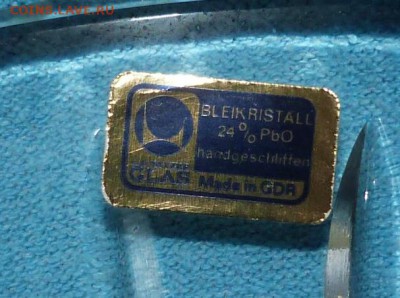 COINS.LAVE.RU
BLEIKRISTALL
24% PbO
handgeschliffen
GLAS Made in GDR